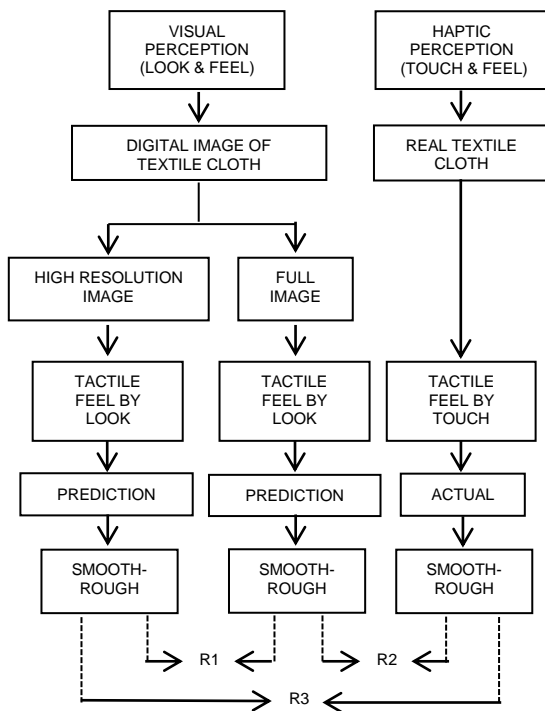 VISUAL
PERCEPTION
(LOOK & FEEL)
HAPTIC
PERCEPTION
(TOUCH & FEEL)
DIGITAL IMAGE OF
TEXTILE CLOTH
REAL TEXTILE
CLOTH
HIGH RESOLUTION
IMAGE
FULL
IMAGE
TACTILE
FEEL BY
LOOK
TACTILE
FEEL BY
LOOK
TACTILE
FEEL BY
TOUCH
PREDICTION
PREDICTION
ACTUAL
SMOOTH-
ROUGH
SMOOTH-
ROUGH
SMOOTH-
ROUGH
R1
R2
R3